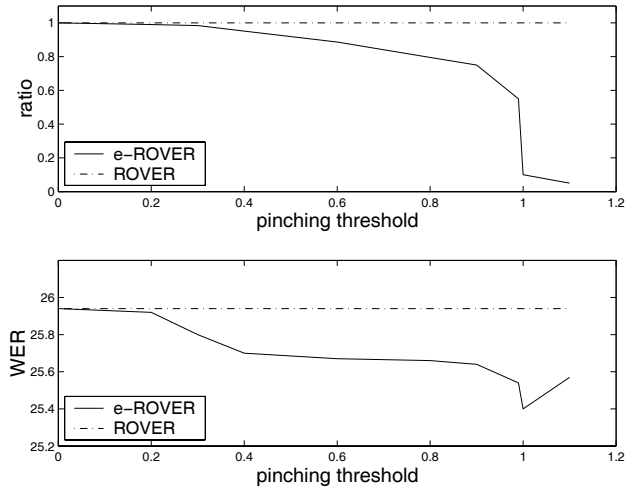 1
0.8
0.6
0.4
0.2
0
ratio
e-ROVER
ROVER
0 0.2 0.4 0.6 0.8 1 1.2
pinching threshold
26
25.8
25.6
25.4
25.2
WER
e-ROVER
ROVER
0 0.2 0.4 0.6 0.8 1 1.2
pinching threshold